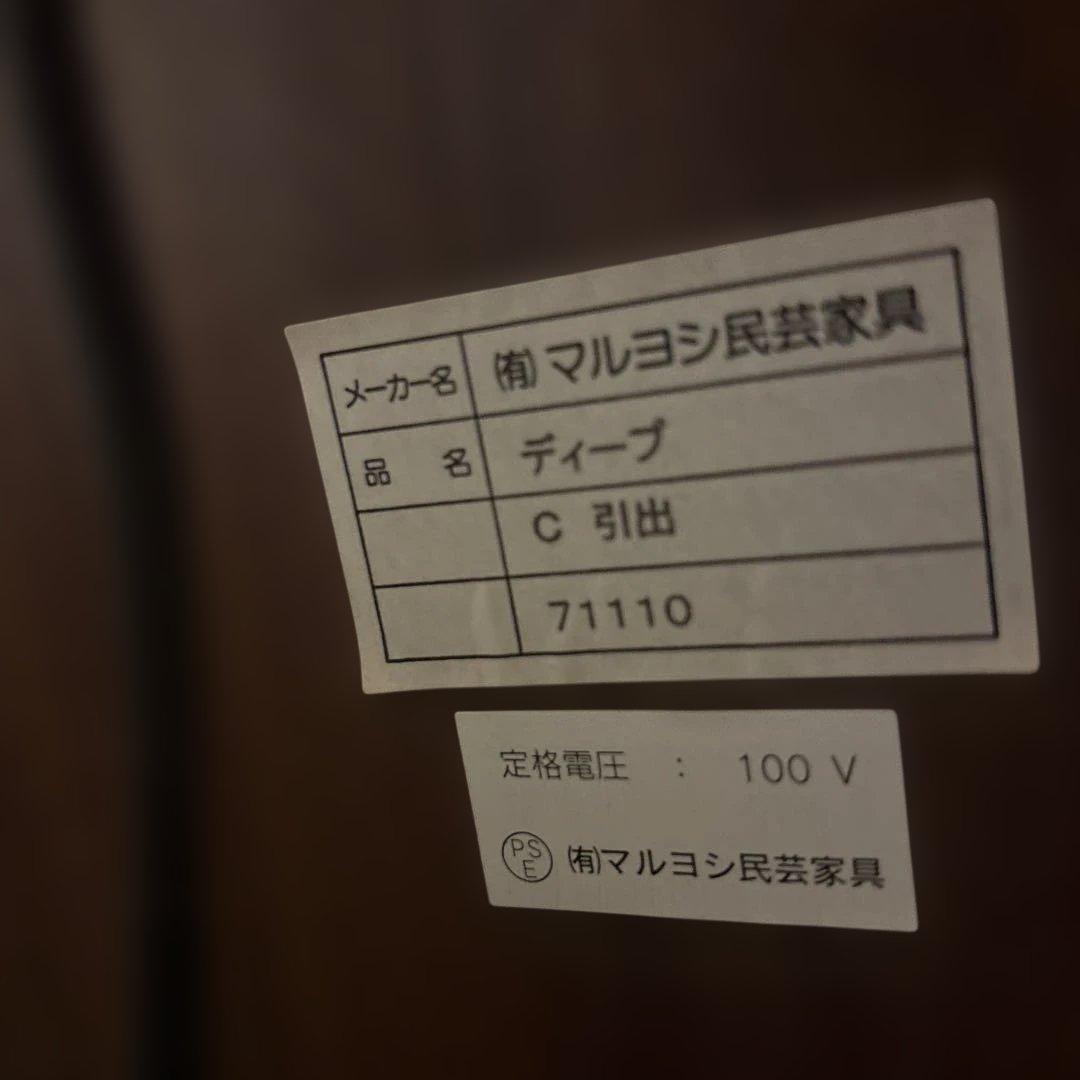 メーカー名 ㈲マルヨシ民芸家具
品名 ディープ
C 引出
71110
定格電圧 : 100 V
PSE ㈲マルヨシ民芸家具